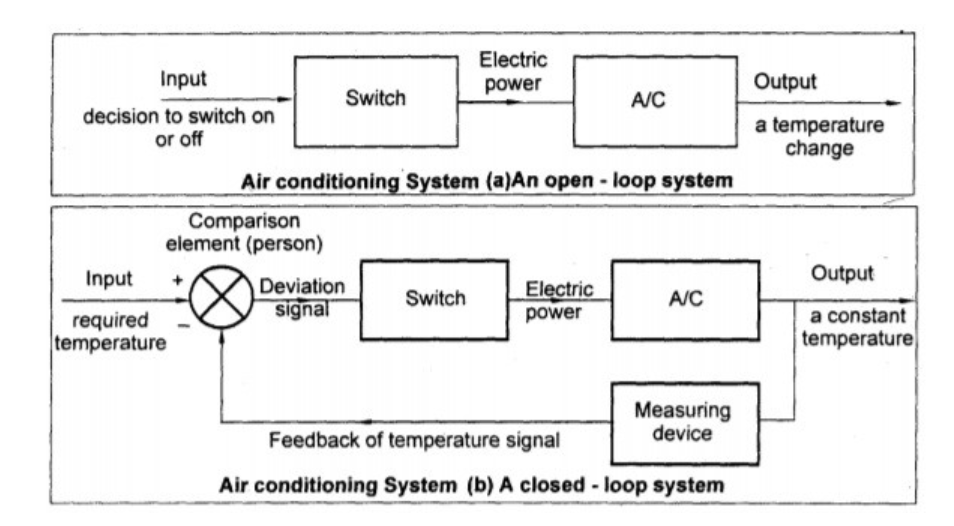 Input
decision to switch on
or off
Switch
Electric
power
A/C
Output
a temperature
change
Air conditioning System (a)An open - loop system
Comparison
element (person)
Input
+
required
temperature
−
Deviation
signal
Switch
Electric
power
A/C
Output
a constant
temperature
Measuring
device
Feedback of temperature signal
Air conditioning System (b) A closed - loop system